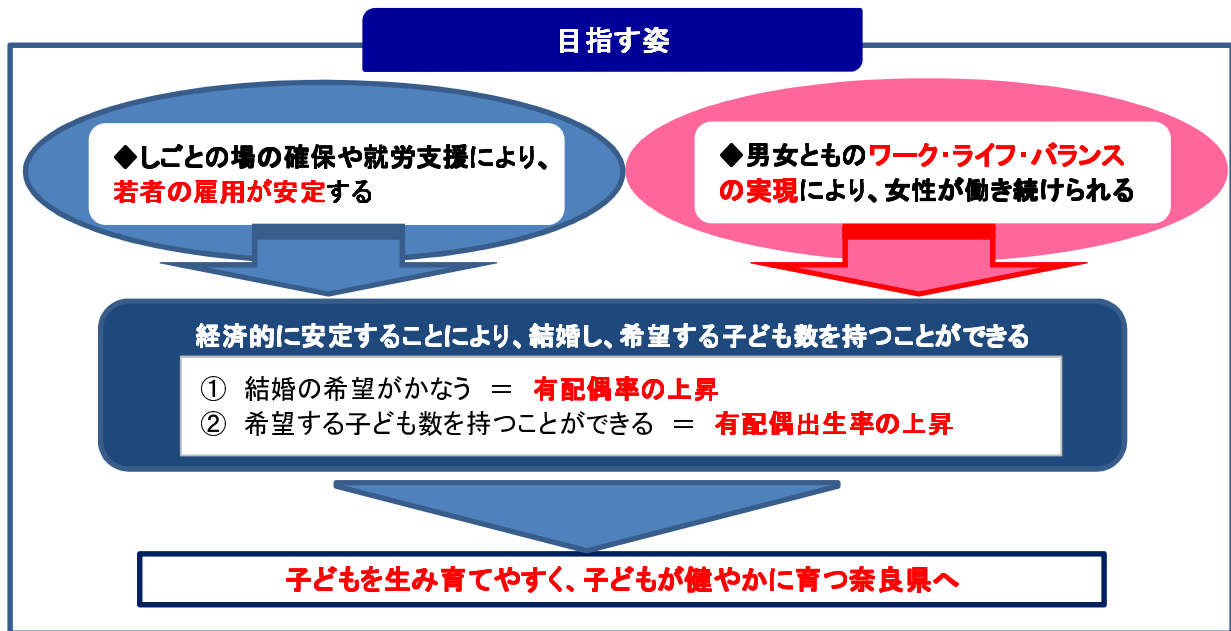 目指す姿
◆しごとの場の確保や就労支援により、
若者の雇用が安定する
◆男女ともの ワーク・ライフ・バランス
の実現により、女性が働き続けられる
経済的に安定することにより、結婚し、希望する子ども数を持つことができる
① 結婚の希望がかなう ＝ 有配偶率の上昇
② 希望する子ども数を持つことができる ＝ 有配偶出生率の上昇
子どもを生み育てやすく、子どもが健やかに育つ奈良県へ